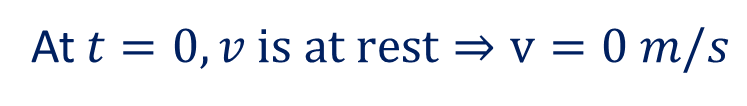 At t = 0, v is at rest ⇒ v = 0 m/s